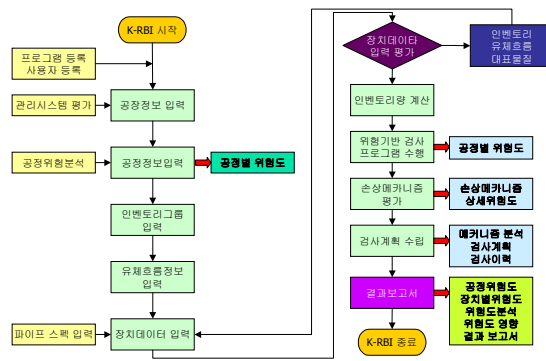 K-RBI 시작
프로그램 등록
사용자 등록
관리시스템 평가
공장정보 입력
공정위험분석
공정정보입력
공정별 위험도
인벤토리그룹
입력
유체흐름정보
입력
파이프 스펙 입력
장치데이터 입력
장치데이타
입력 평가
인벤토리
유체흐름
대표물질
인벤토리량 계산
위험기반 검사
프로그램 수행
공정별 위험도
손상메카니즘
평가
손상메카니즘
상세위험도
검사계획 수립
메커니즘 분석
검사계획
검사이력
결과보고서
공정위험도
장치별위험도
위험도분석
위험도 영향
결과 보고서
K-RBI 종료